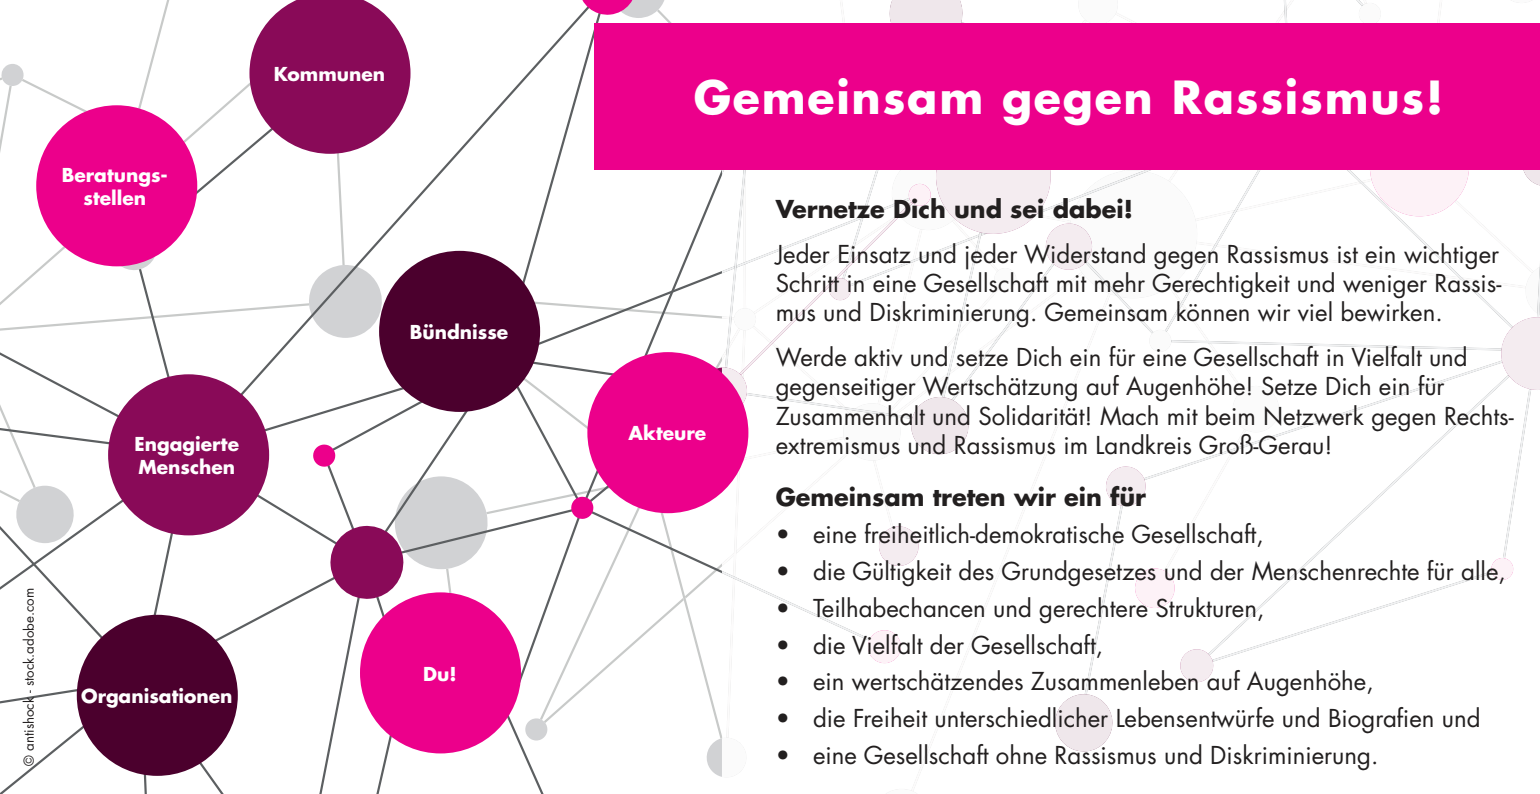 Kommunen
Beratungs-
stellen
Bündnisse
Akteure
Engagierte
Menschen
Du!
Organisationen
© antishock - stock.adobe.com
Gemeinsam gegen Rassismus!
Vernetze Dich und sei dabei!
Jeder Einsatz und jeder Widerstand gegen Rassismus ist ein wichtiger
Schritt in eine Gesellschaft mit mehr Gerechtigkeit und weniger Rassis-
mus und Diskriminierung. Gemeinsam können wir viel bewirken.
Werde aktiv und setze Dich ein für eine Gesellschaft in Vielfalt und
gegenseitiger Wertschätzung auf Augenhöhe! Setze Dich ein für
Zusammenhalt und Solidarität! Mach mit beim Netzwerk gegen Rechts-
extremismus und Rassismus im Landkreis Groß-Gerau!
Gemeinsam treten wir ein für
• eine freiheitlich-demokratische Gesellschaft,
• die Gültigkeit des Grundgesetzes und der Menschenrechte für alle,
• Teilhabechancen und gerechtere Strukturen,
• die Vielfalt der Gesellschaft,
• ein wertschätzendes Zusammenleben auf Augenhöhe,
• die Freiheit unterschiedlicher Lebensentwürfe und Biografien und
• eine Gesellschaft ohne Rassismus und Diskriminierung.